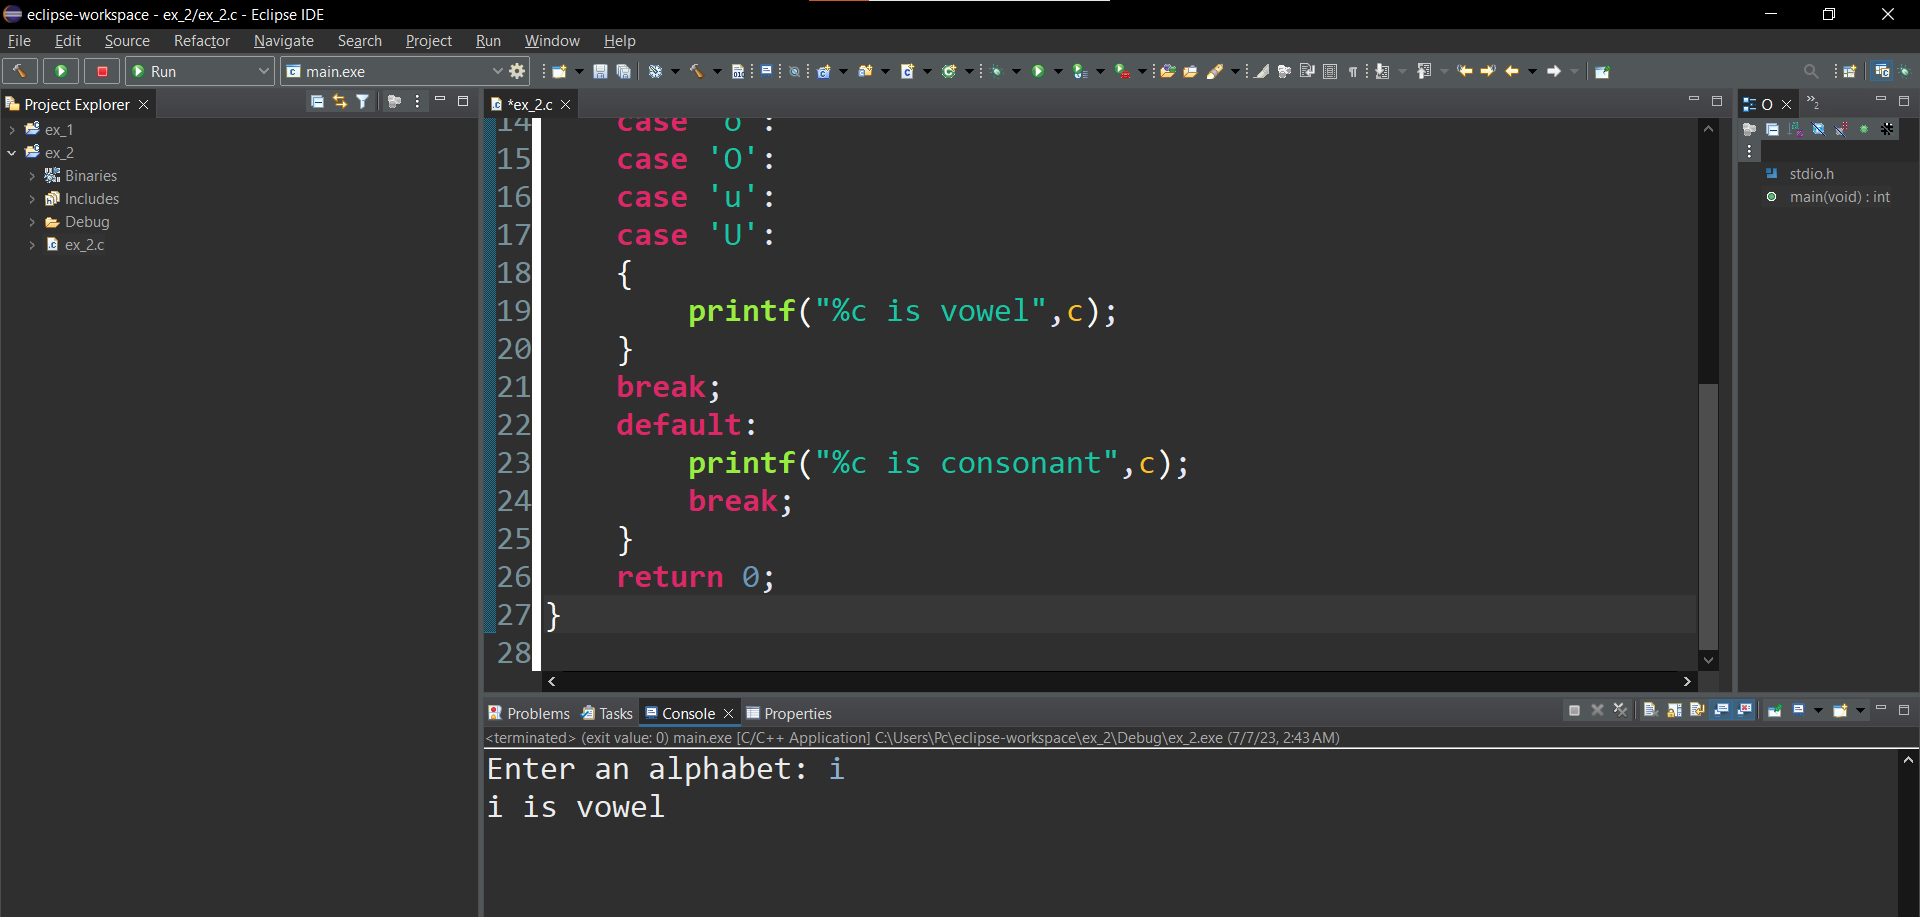 eclipse-workspace - ex_2/ex_2.c - Eclipse IDE
File Edit Source Refactor Navigate Search Project Run Window Help
Run main.exe
Project Explorer
ex_1
ex_2
Binaries
Includes
Debug
ex_2.c
*ex_2.c
14 case 'o':
15 case 'O':
16 case 'u':
17 case 'U':
18 {
19 printf("%c is vowel",c);
20 }
21 break;
22 default:
23 printf("%c is consonant",c);
24 break;
25 }
26 return 0;
27 }
28
O 2
stdio.h
main(void) : int
Problems Tasks Console Properties
<terminated> (exit value: 0) main.exe [C/C++ Application] C:\Users\Pc\eclipse-workspace\ex_2\Debug\ex_2.exe (7/7/23, 2:43 AM)
Enter an alphabet: i
i is vowel